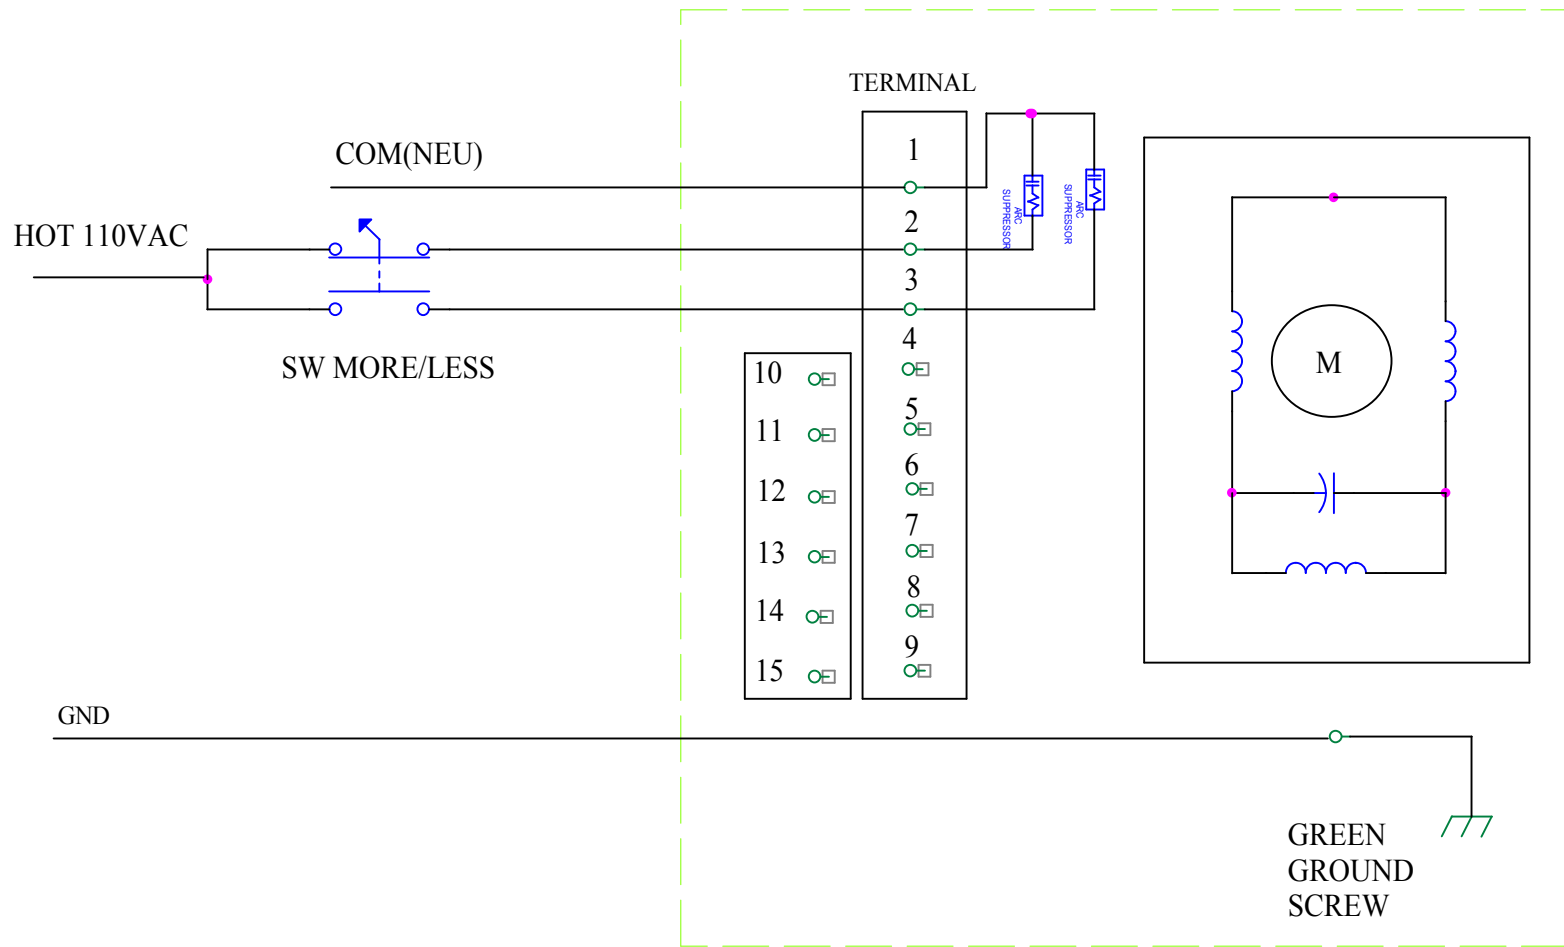 TERMINAL
COM(NEU)
1
HOT 110VAC
2
ARC
SUPPRESSOR
ARC
SUPPRESSOR
3
SW MORE/LESS
4
10
5
11
6
12
7
13
8
14
9
15
M
GND
GREEN
GROUND
SCREW